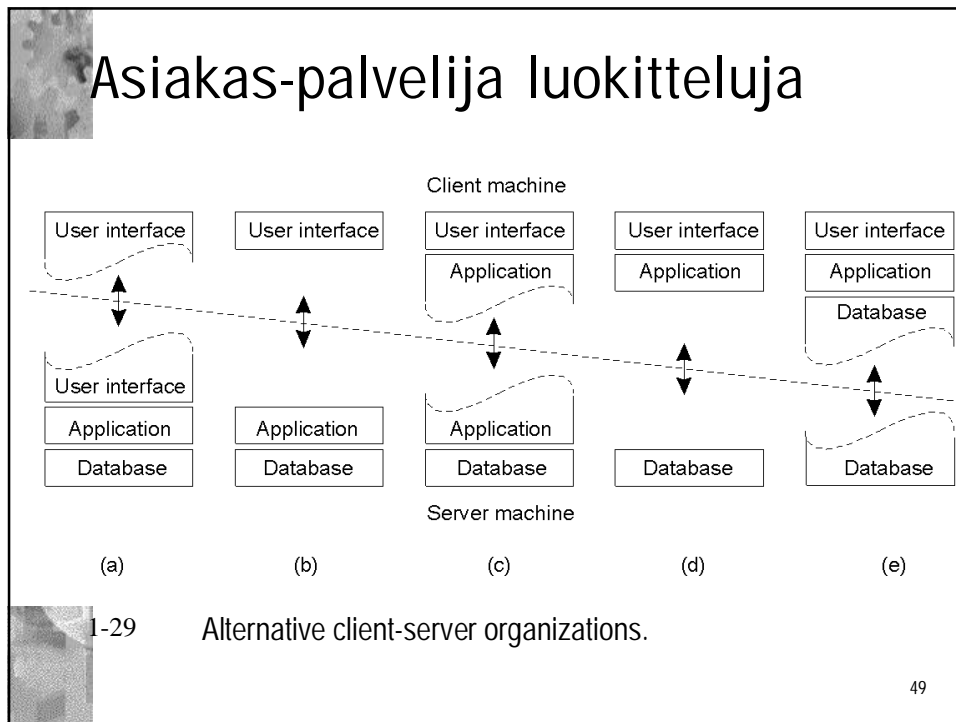 Asiakas-palvelija luokitteluja
Client machine
User interface User interface User interface User interface User interface
Application Application Application
Database
User interface
Application Application Application
Database Database Database Database Database
Server machine
(a) (b) (c) (d) (e)
1-29 Alternative client-server organizations.
49